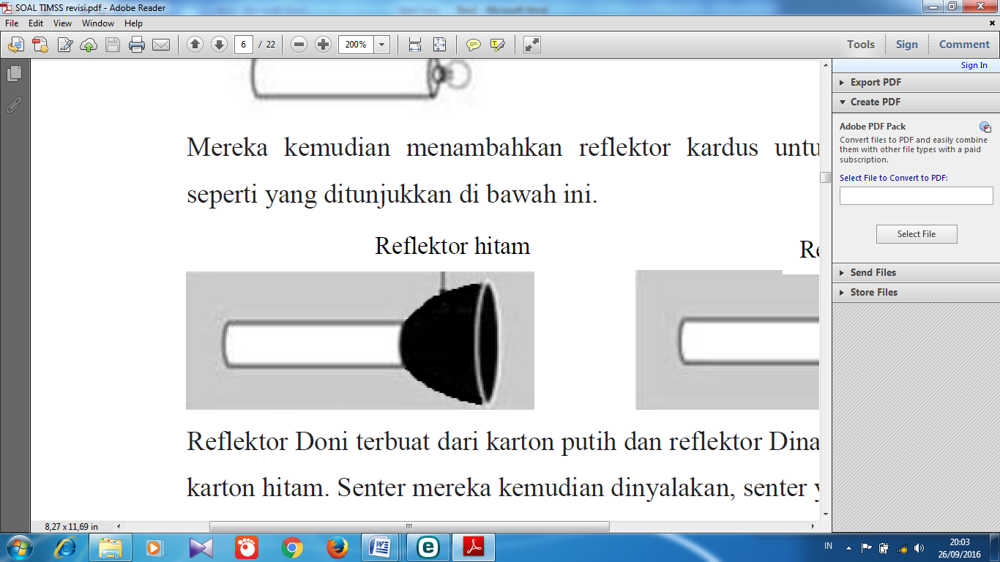 SOAL TIMSS revisi.pdf - Adobe Reader
File Edit View Window Help
6 / 22 200% Tools Sign Comment
Sign In
Export PDF
Create PDF
Adobe PDF Pack
Convert files to PDF and easily combine
them with other file types with a paid
subscription.
Select File to Convert to PDF:
Select File
Send Files
Store Files
Mereka kemudian menambahkan reflektor kardus untu
seperti yang ditunjukkan di bawah ini.
Reflektor hitam
Re
Reflektor Doni terbuat dari karton putih dan reflektor Dina
karton hitam. Senter mereka kemudian dinyalakan, senter y
8,27 x 11,69 in
IN
20:03
26/09/2016